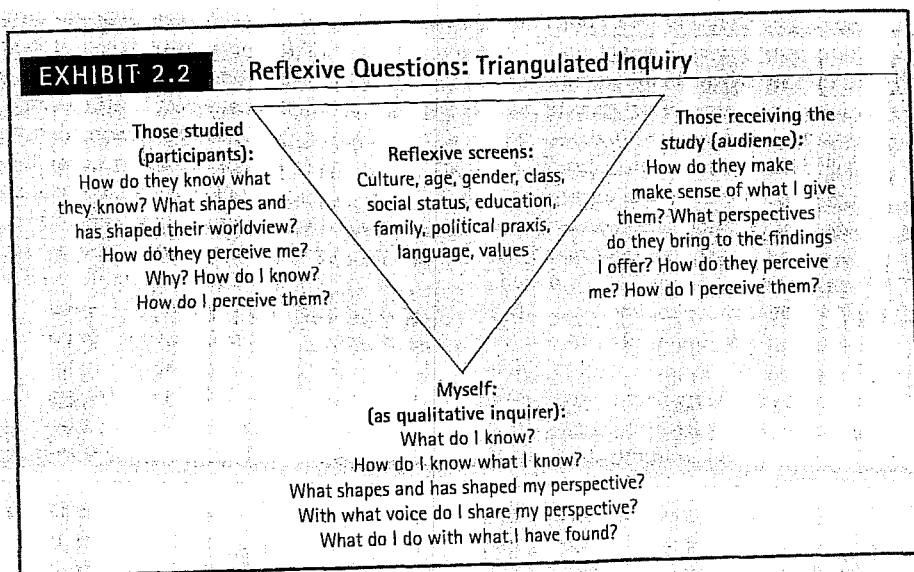 EXHIBIT 2.2
Reflexive Questions: Triangulated Inquiry
Those studied
(participants):
How do they know what
they know? What shapes and
has shaped their worldview?
How do they perceive me?
Why? How do I know?
How do I perceive them?
Reflexive screens:
Culture, age, gender, class,
social status, education,
family, political praxis,
language, values
Those receiving the
study (audience):
How do they make
make sense of what I give
them? What perspectives
do they bring to the findings
I offer? How do they perceive
me? How do I perceive them?
Myself:
(as qualitative inquirer):
What do I know?
How do I know what I know?
What shapes and has shaped my perspective?
With what voice do I share my perspective?
What do I do with what I have found?